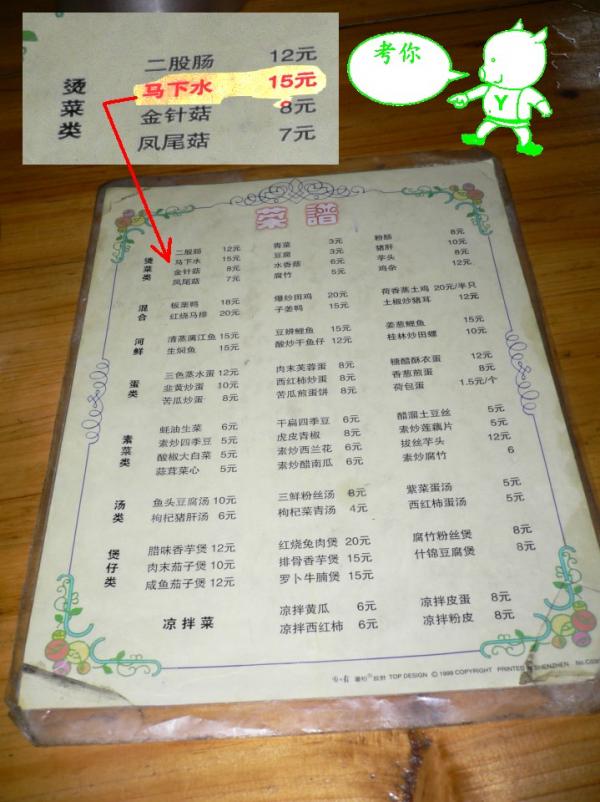 二股肠 12元
马下水 15元
金针菇 8元
凤尾菇 7元
烫菜类
考你
Y
菜譜
烫菜类
二股肠 12元 青菜 3元 粉肠 8元
马下水 15元 豆腐 3元 猪肝 10元
金针菇 8元 水香菇 6元 芋头 8元
凤尾菇 7元 腐竹 5元 鸡杂 12元
混合
板栗鸭 18元 爆炒斑鸡 20元 荷香蒸土鸡 20元/半只
红烧马排 20元 子姜鸭 15元 土椒炒猪耳 12元
河鲜
清蒸漓江鱼 15元 豆辨鲤鱼 15元 姜葱鲤鱼 15元
生焖鱼 15元 酸炒干鱼仔 12元 桂林炒田螺 10元
蛋类
三色蒸水蛋 12元 肉末芙蓉蛋 8元 糖醋酥衣蛋 12元
韭黄炒蛋 10元 西红柿炒蛋 8元 香葱煎蛋 8元
苦瓜炒蛋 8元 苦瓜煎蛋饼 8元 荷包蛋 1.5元/个
素菜类
蚝油生菜 6元 干扁四季豆 5元 醋溜土豆丝 5元
素炒四季豆 5元 虎皮青椒 8元 素炒莲藕片 5元
酸椒大白菜 5元 素炒西兰花 6元 拔丝芋头 12元
蒜茸菜心 5元 素炒醋南瓜 6元 素炒腐竹 6
汤类
鱼头豆腐汤 10元 三鲜粉丝汤 8元 紫菜蛋汤 5元
枸杞猪肝汤 6元 枸杞菜青汤 4元 西红柿蛋汤 5元
煲仔类
腊味香芋煲 12元 红烧兔肉煲 20元 腐竹粉丝煲 8元
肉末茄子煲 10元 排骨香芋煲 15元 什锦豆腐煲 8元
咸鱼茄子煲 12元 罗卜牛腩煲 15元
凉拌菜
凉拌黄瓜 6元 凉拌皮蛋 8元
凉拌西红柿 6元 凉拌粉皮 8元
TOP DESIGN © 1999 COPYRIGHT PRINTED IN SHENZHEN